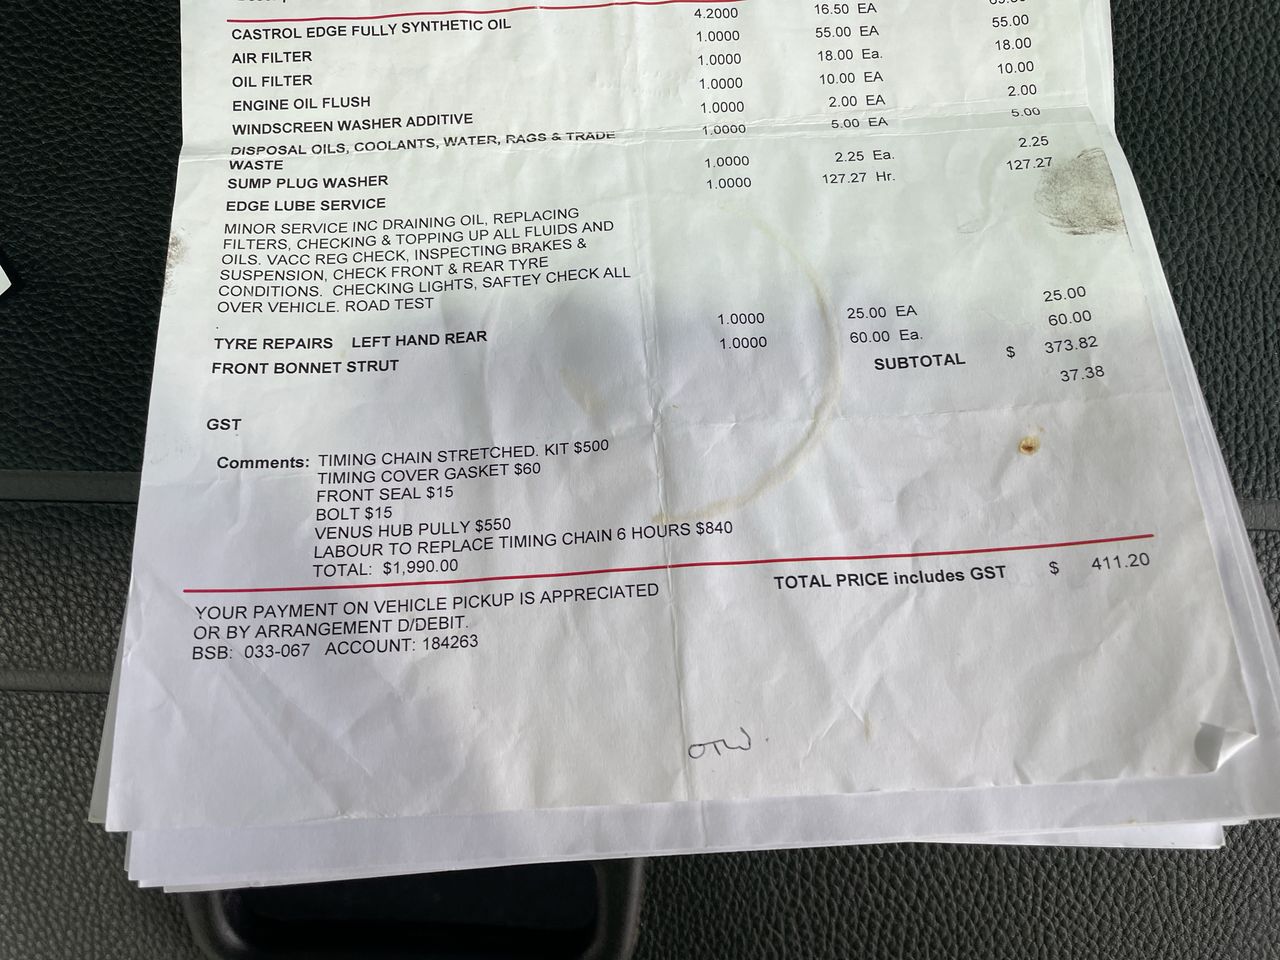 CASTROL EDGE FULLY SYNTHETIC OIL 4.2000 16.50 EA
AIR FILTER 1.0000 55.00 EA 55.00
OIL FILTER 1.0000 18.00 Ea. 18.00
ENGINE OIL FLUSH 1.0000 10.00 EA 10.00
WINDSCREEN WASHER ADDITIVE 1.0000 2.00 EA 2.00
DISPOSAL OILS, COOLANTS, WATER, RAGS & TRADE 1.0000 5.00 EA 5.00
WASTE
SUMP PLUG WASHER 1.0000 2.25 Ea. 2.25
EDGE LUBE SERVICE 1.0000 127.27 Hr. 127.27
MINOR SERVICE INC DRAINING OIL, REPLACING
FILTERS, CHECKING & TOPPING UP ALL FLUIDS AND
OILS. VACC REG CHECK, INSPECTING BRAKES &
SUSPENSION, CHECK FRONT & REAR TYRE
CONDITIONS. CHECKING LIGHTS, SAFTEY CHECK ALL
OVER VEHICLE. ROAD TEST
.
TYRE REPAIRS LEFT HAND REAR 1.0000 25.00 EA 25.00
FRONT BONNET STRUT 1.0000 60.00 Ea. 60.00
SUBTOTAL $ 373.82
GST 37.38
Comments: TIMING CHAIN STRETCHED. KIT $500
TIMING COVER GASKET $60
FRONT SEAL $15
BOLT $15
VENUS HUB PULLY $550
LABOUR TO REPLACE TIMING CHAIN 6 HOURS $840
TOTAL: $1,990.00
TOTAL PRICE includes GST $ 411.20
YOUR PAYMENT ON VEHICLE PICKUP IS APPRECIATED
OR BY ARRANGEMENT D/DEBIT.
BSB: 033-067 ACCOUNT: 184263